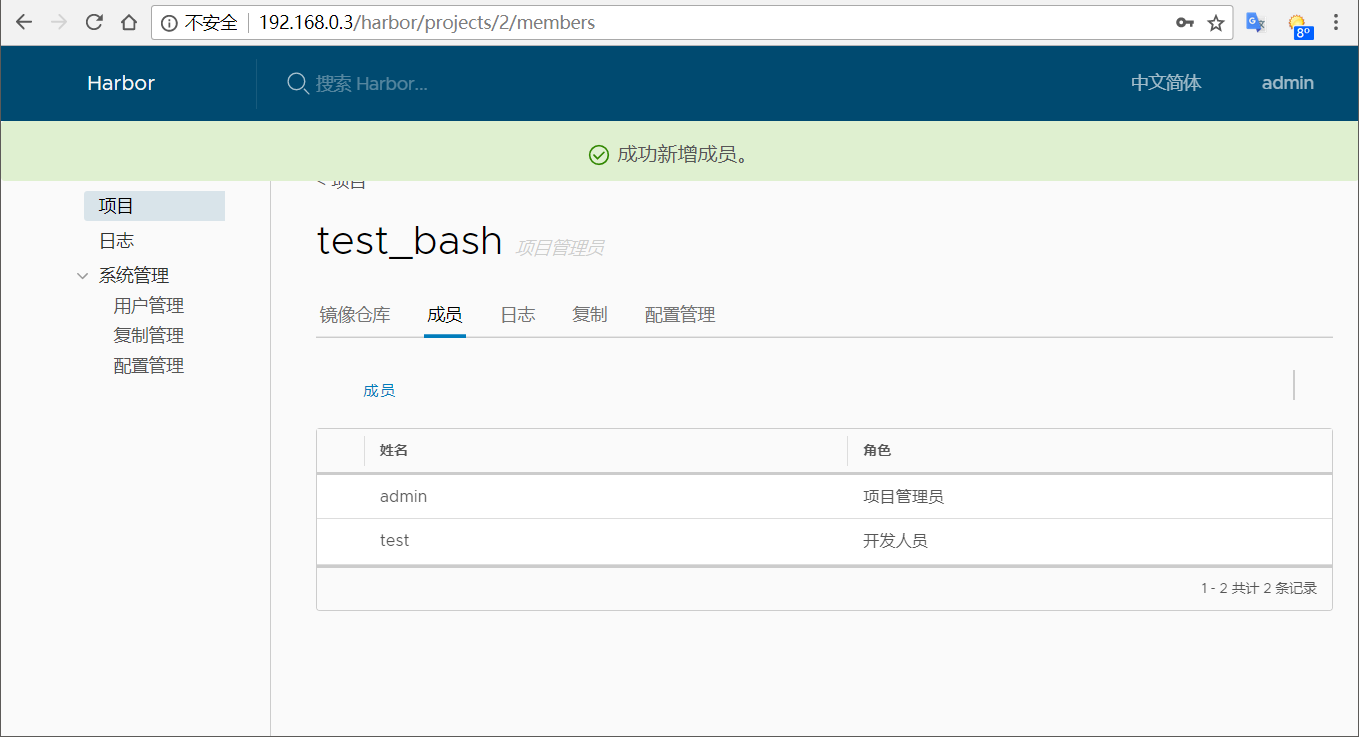 不安全 192.168.0.3/harbor/projects/2/members
8°
Harbor 搜索 Harbor... 中文简体 admin
成功新增成员。
< 项目
项目
日志
系统管理
用户管理
复制管理
配置管理
test_bash 项目管理员
镜像仓库 成员 日志 复制 配置管理
成员
姓名 角色
admin 项目管理员
test 开发人员
1 - 2 共计 2 条记录